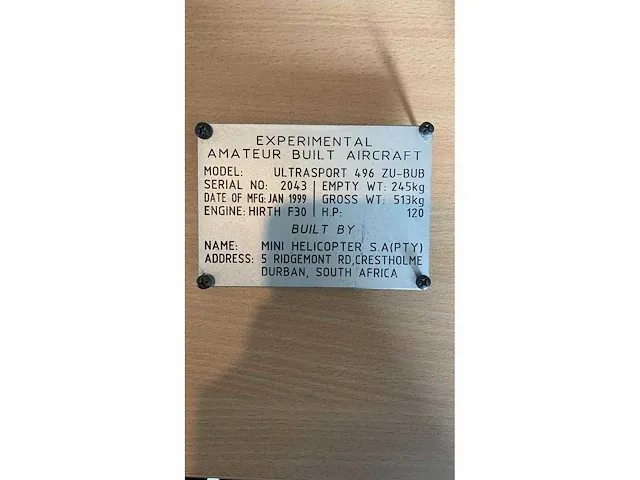 EXPERIMENTAL
AMATEUR BUILT AIRCRAFT
MODEL: ULTRASPORT 496 ZU-BUB
SERIAL NO: 2043 | EMPTY WT: 245kg
DATE OF MFG: JAN 1999 | GROSS WT: 513kg
ENGINE: HIRTH F30 | H.P: 120
BUILT BY
NAME: MINI HELICOPTER S.A(PTY)
ADDRESS: 5 RIDGEMONT RD,CRESTHOLME
DURBAN, SOUTH AFRICA